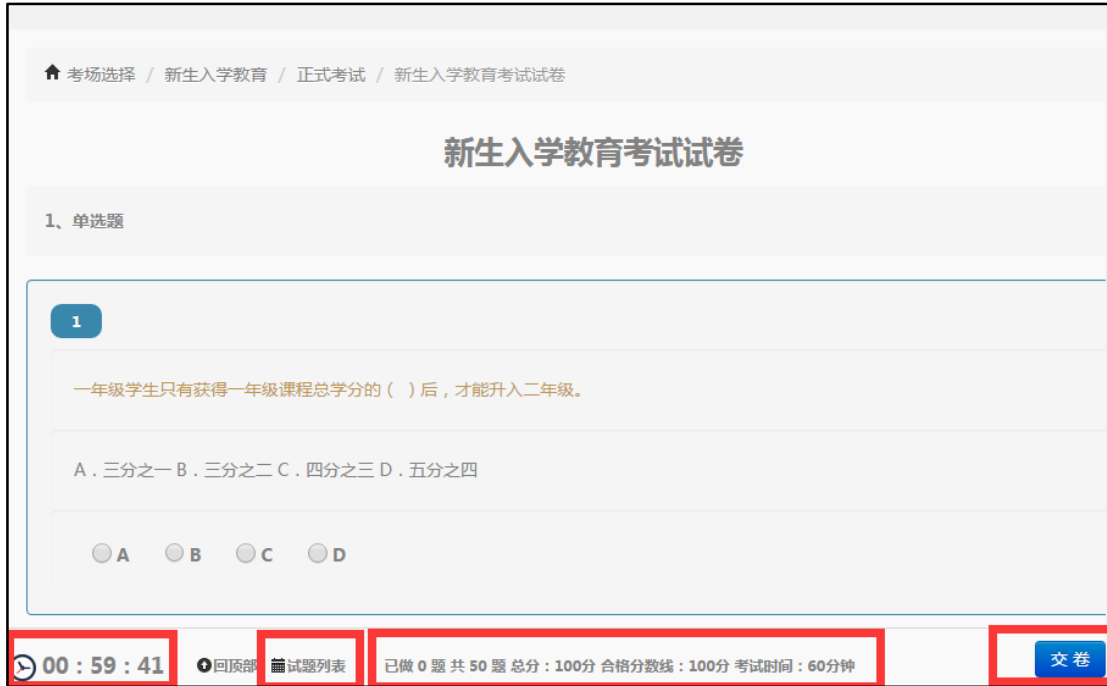 考场选择 / 新生入学教育 / 正式考试 / 新生入学教育考试试卷
新生入学教育考试试卷
1、单选题
1
一年级学生只有获得一年级课程总学分的（ ）后，才能升入二年级。
A．三分之一 B．三分之二 C．四分之三 D．五分之四
A B C D
00：59：41 回顶部 试题列表 已做 0 题 共 50 题 总分：100分 合格分数线：100分 考试时间：60分钟 交 卷